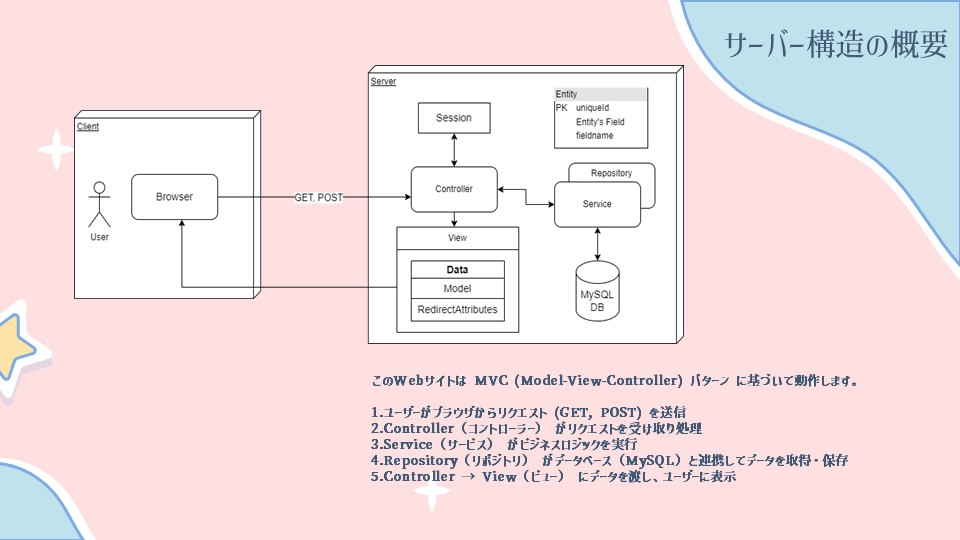 サーバー構造の概要
Server
Client
Entity
PK uniqueId
Entity's Field
fieldname
Session
Controller
Repository
Service
Browser
GET, POST
User
View
Data
Model
RedirectAttributes
MySQL
DB
このWebサイトは MVC (Model-View-Controller) パターン に基づいて動作します。
1.ユーザーがブラウザからリクエスト (GET, POST) を送信
2.Controller（コントローラー） がリクエストを受け取り処理
3.Service（サービス） がビジネスロジックを実行
4.Repository（リポジトリ） がデータベース（MySQL）と連携してデータを取得・保存
5.Controller → View（ビュー） にデータを渡し、ユーザーに表示